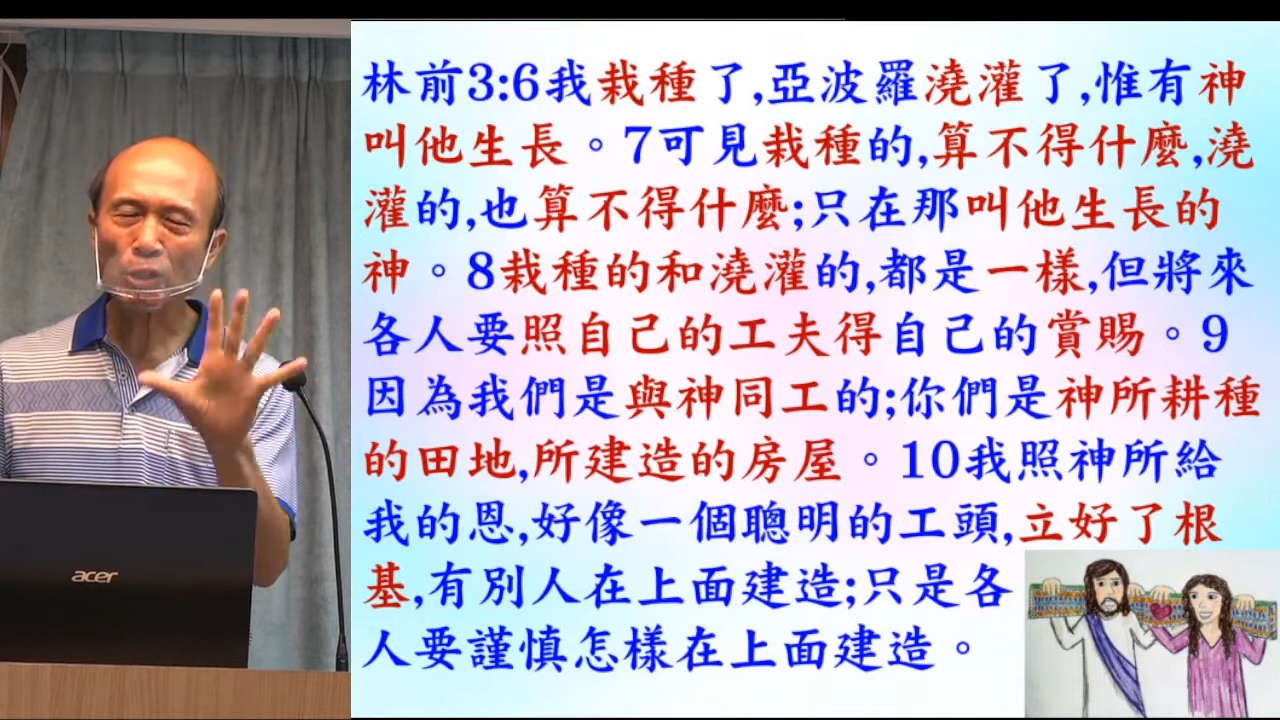 林前3:6我栽種了,亞波羅澆灌了,惟有神
叫他生長。7可見栽種的,算不得什麼,澆
灌的,也算不得什麼;只在那叫他生長的
神。8栽種的和澆灌的,都是一樣,但將來
各人要照自己的工夫得自己的賞賜。9
因為我們是與神同工的;你們是神所耕種
的田地,所建造的房屋。10我照神所給
我的恩,好像一個聰明的工頭,立好了根
基,有別人在上面建造;只是各
人要謹慎怎樣在上面建造。
acer